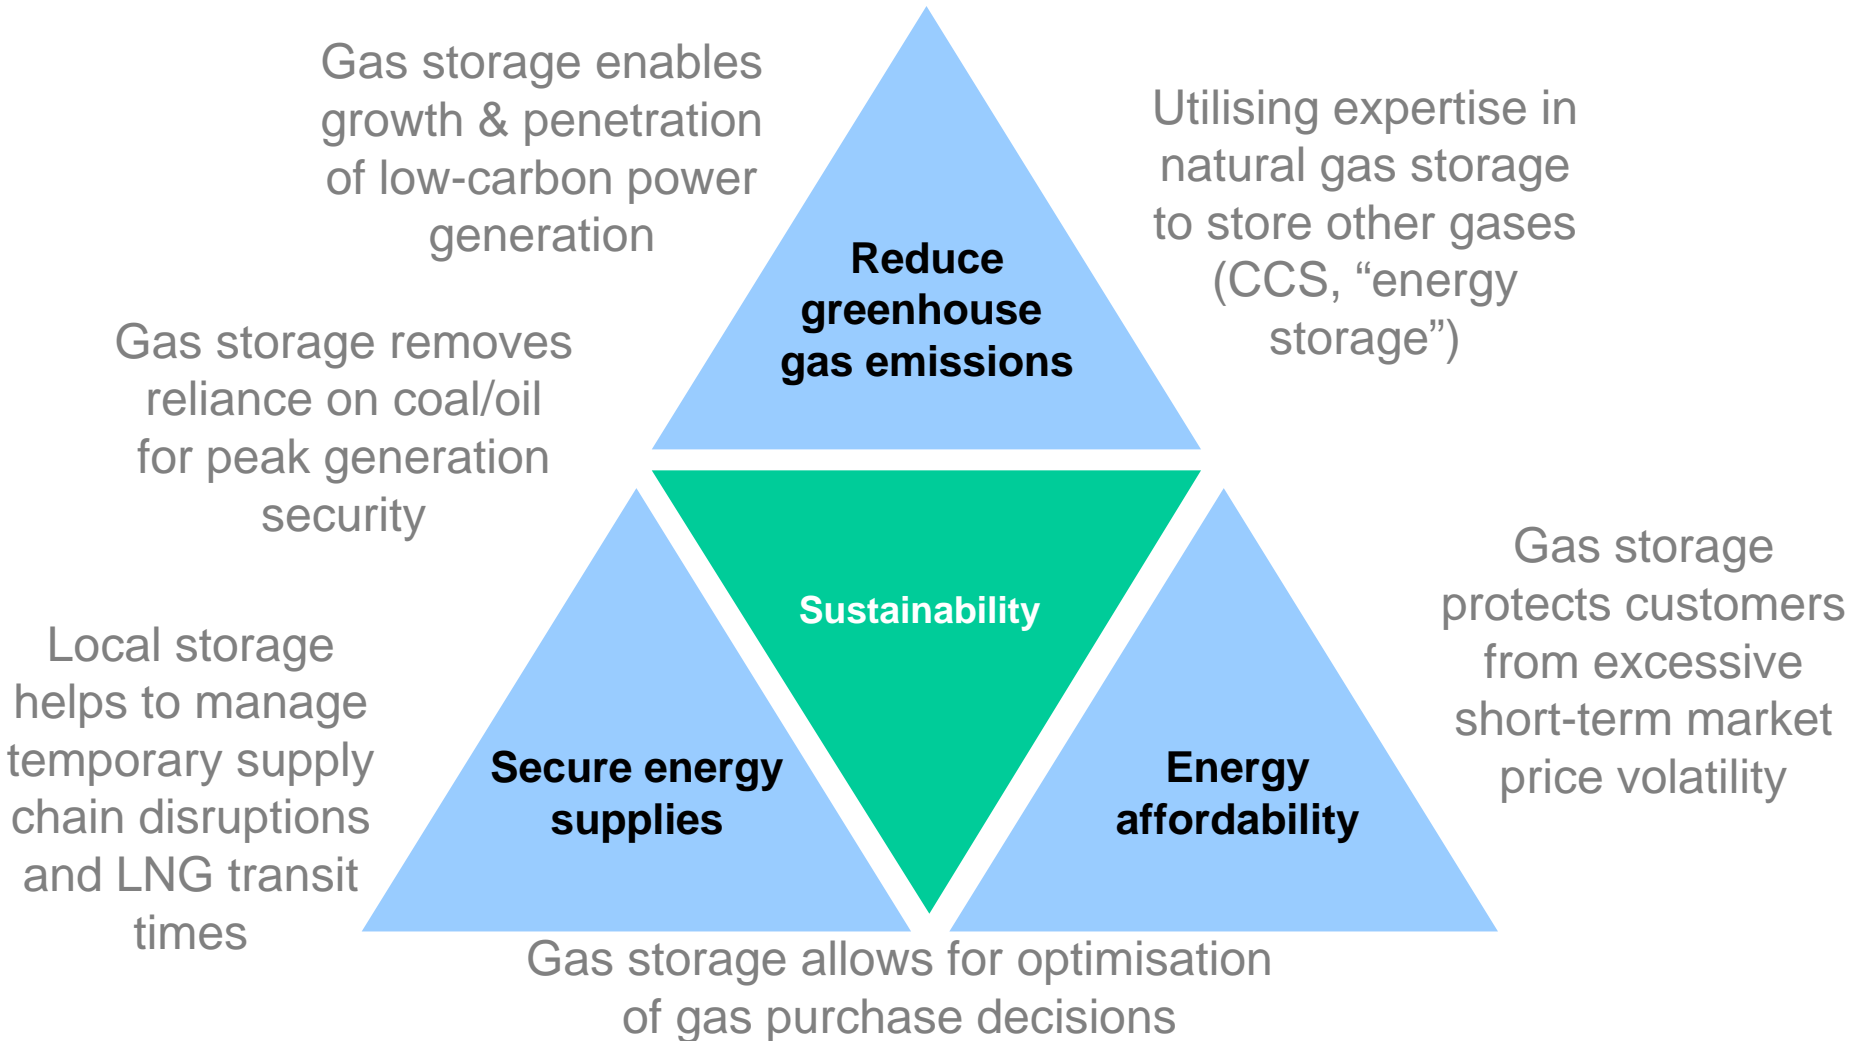 Gas storage enables
growth & penetration
of low-carbon power
generation
Utilising expertise in
natural gas storage
to store other gases
(CCS, “energy
storage”)
Reduce
greenhouse
gas emissions
Gas storage removes
reliance on coal/oil
for peak generation
security
Sustainability
Gas storage
protects customers
from excessive
short-term market
price volatility
Local storage
helps to manage
temporary supply
chain disruptions
and LNG transit
times
Secure energy
supplies
Energy
affordability
Gas storage allows for optimisation
of gas purchase decisions